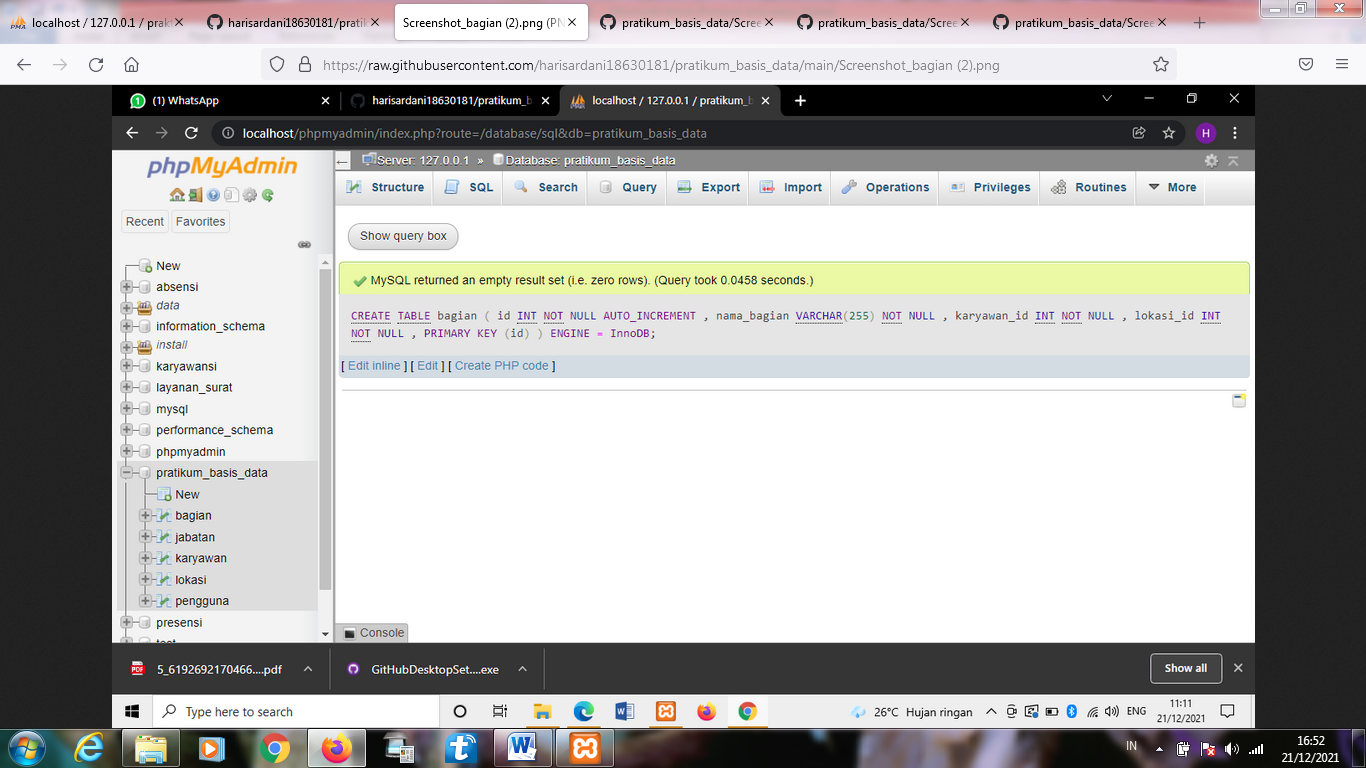 localhost / 127.0.0.1 / prakt
harisardani18630181/pratik
Screenshot_bagian (2).png (PN
pratikum_basis_data/Scree
pratikum_basis_data/Scree
pratikum_basis_data/Scree
https://raw.githubusercontent.com/harisardani18630181/pratikum_basis_data/main/Screenshot_bagian (2).png
(1) WhatsApp
harisardani18630181/pratikum_b
localhost / 127.0.0.1 / pratikum_b
localhost/phpmyadmin/index.php?route=/database/sql&db=pratikum_basis_data
H
phpMyAdmin
Recent
Favorites
New
absensi
data
information_schema
install
karyawansi
layanan_surat
mysql
performance_schema
phpmyadmin
pratikum_basis_data
New
bagian
jabatan
karyawan
lokasi
pengguna
presensi
test
Server: 127.0.0.1 » Database: pratikum_basis_data
Structure SQL Search Query Export Import Operations Privileges Routines More
Show query box
MySQL returned an empty result set (i.e. zero rows). (Query took 0.0458 seconds.)
CREATE TABLE bagian ( id INT NOT NULL AUTO_INCREMENT , nama_bagian VARCHAR(255) NOT NULL , karyawan_id INT NOT NULL , lokasi_id INT
NOT NULL , PRIMARY KEY (id) ) ENGINE = InnoDB;
[ Edit inline ] [ Edit ] [ Create PHP code ]
Console
5_6192692170466....pdf
GitHubDesktopSet....exe
Show all
Type here to search
26°C Hujan ringan
ENG
11:11
21/12/2021
IN
16:52
21/12/2021